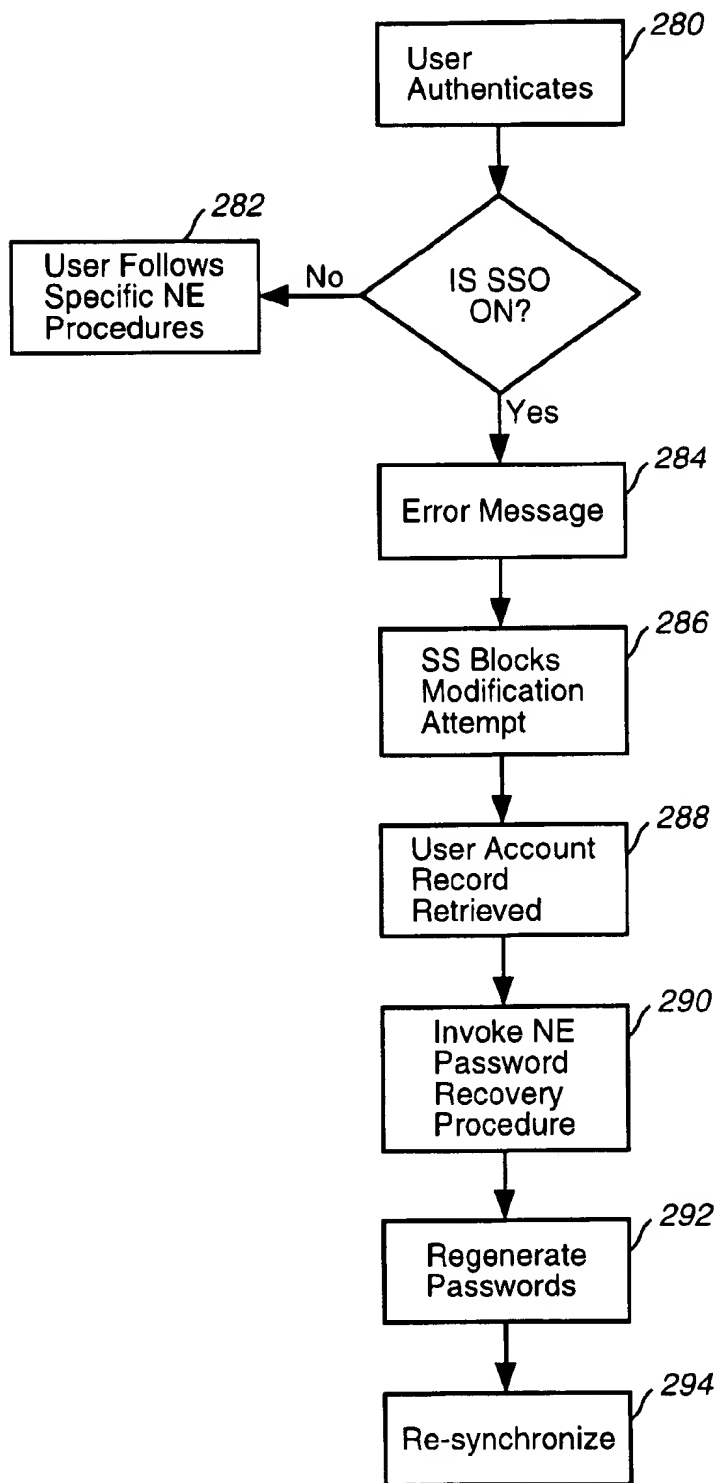 280
User
Authenticates
282
User Follows
Specific NE
Procedures
No
IS SSO
ON?
Yes
284
Error Message
286
SS Blocks
Modification
Attempt
288
User Account
Record
Retrieved
290
Invoke NE
Password
Recovery
Procedure
292
Regenerate
Passwords
294
Re-synchronize